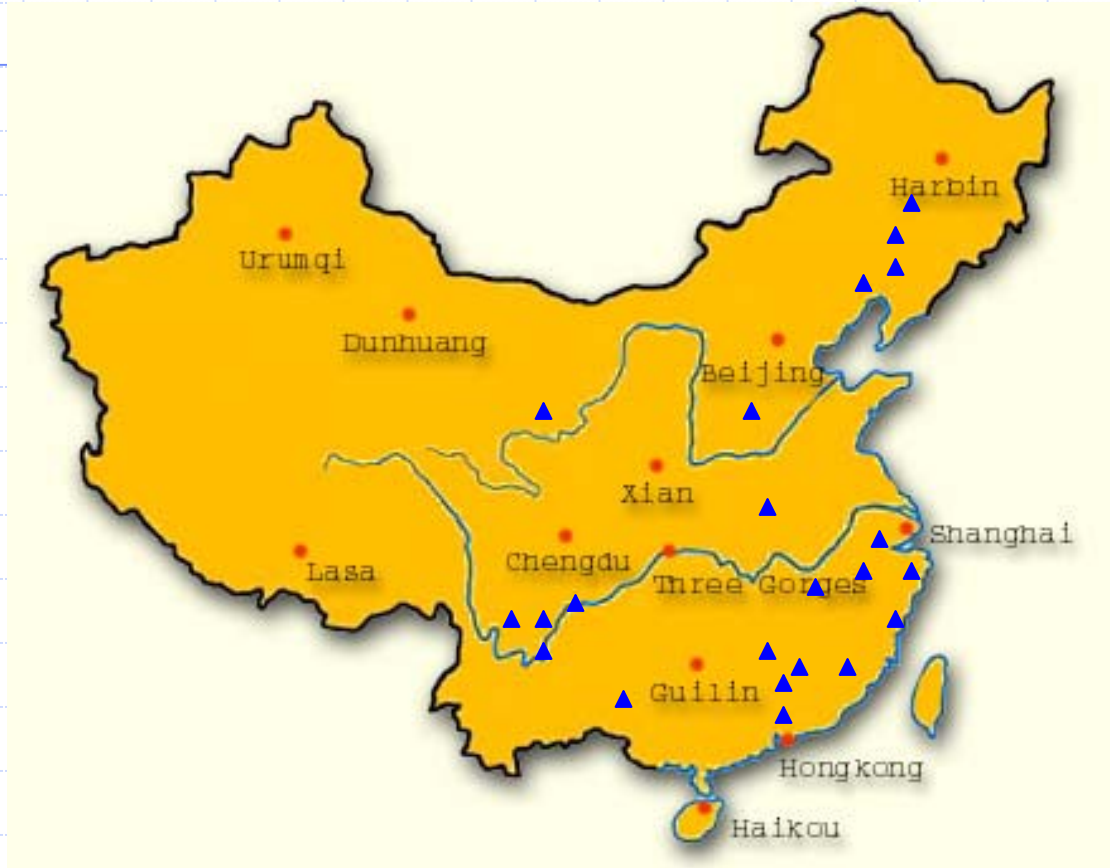 Harbin
Urumqi
Dunhuang
Beijing
Xian
Shanghai
Chengdu
Lasa
Three Gorges
Guilin
Hongkong
Haikou